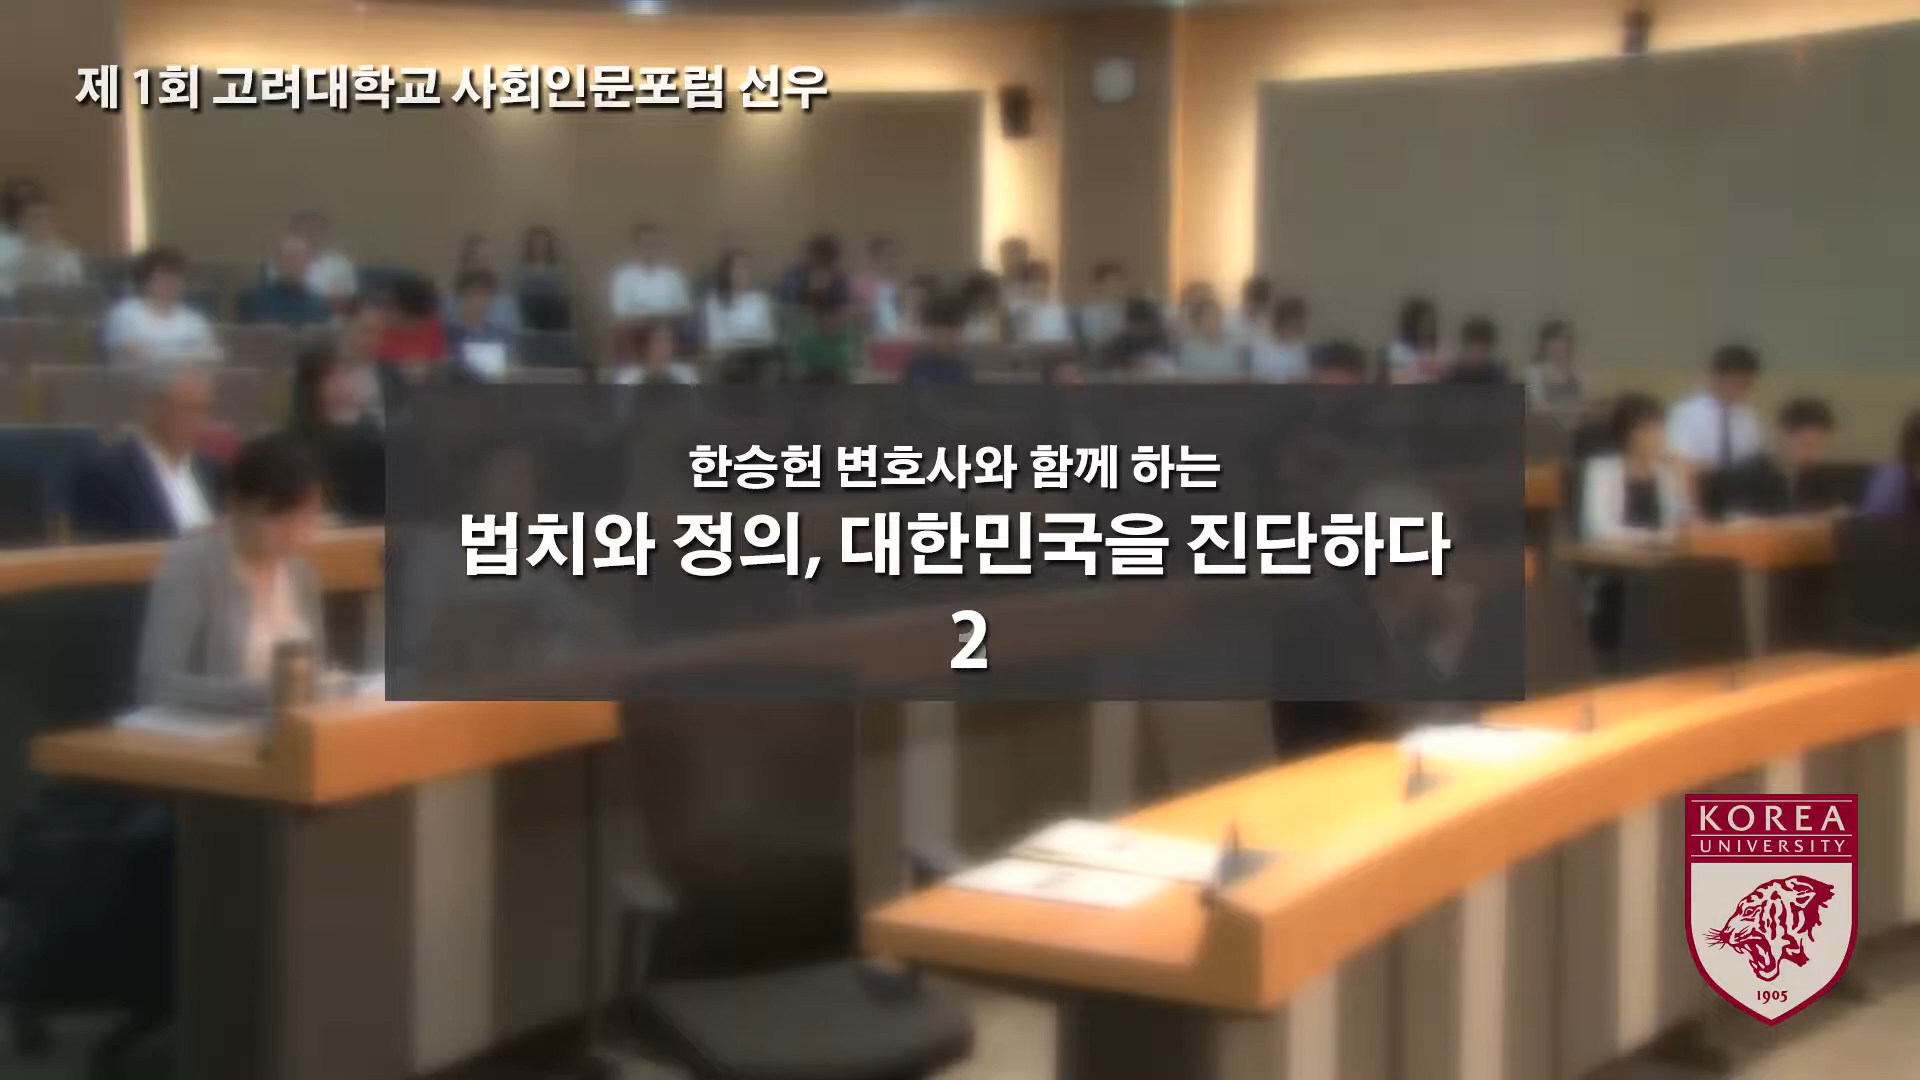 제 1회 고려대학교 사회인문포럼 선우
한승헌 변호사와 함께 하는
법치와 정의, 대한민국을 진단하다
2
KOREA
UNIVERSITY
1905